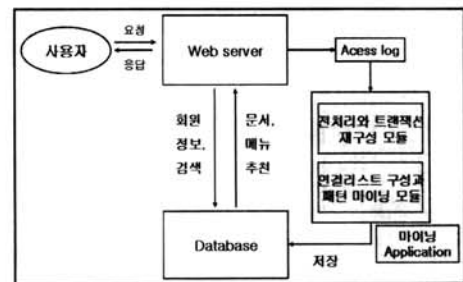 사용자
요청
응답
Web server
Acess log
회원
정보,
검색
문서,
메뉴
추천
전처리와 트랜잭션
재구성 모듈
연결리스트 구성과
패턴 마이닝 모듈
마이닝
Application
Database
저장